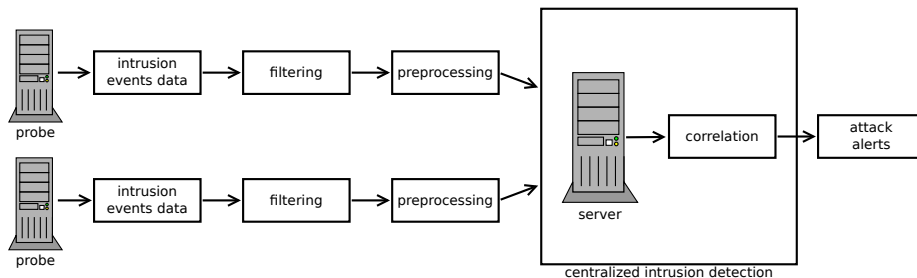 probe
intrusion
events data
filtering
preprocessing
probe
intrusion
events data
filtering
preprocessing
server
correlation
centralized intrusion detection
attack
alerts